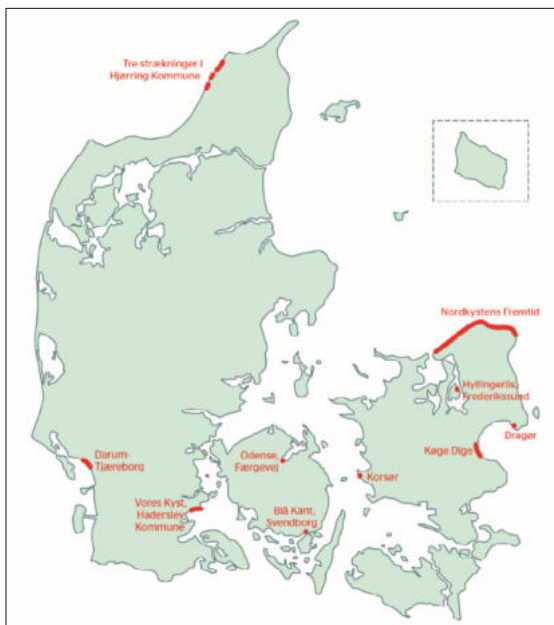 Tre strækninger i
Hjørring Kommune
Nordkystens Fremtid
Hyllingeriis,
Frederikssund
Dragør
Køge Dige
Darum-
Tjæreborg
Odense,
Færgevej
Korsør
Vores Kyst,
Haderslev
Kommune
Blå Kant,
Svendborg